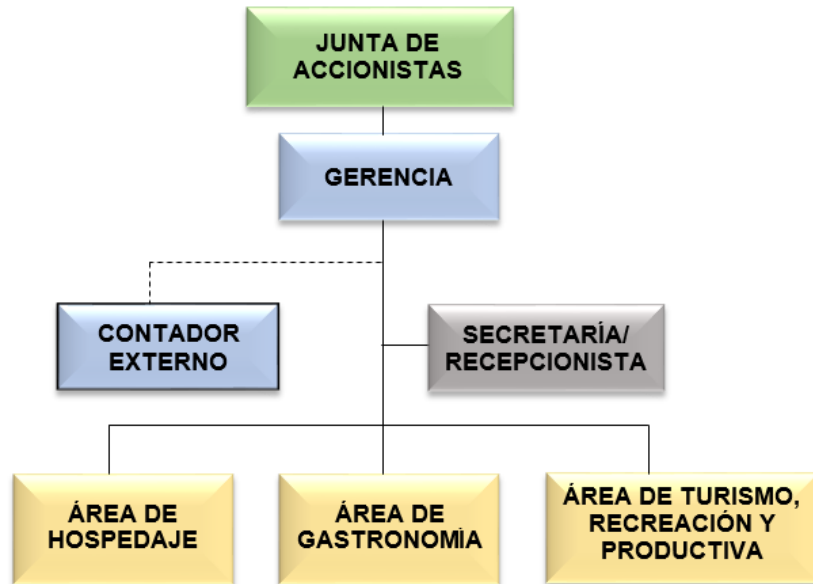 JUNTA DE
ACCIONISTAS
GERENCIA
CONTADOR
EXTERNO
SECRETARÍA/
RECEPCIONISTA
ÁREA DE
HOSPEDAJE
ÁREA DE
GASTRONOMÍA
ÁREA DE TURISMO,
RECREACIÓN Y
PRODUCTIVA